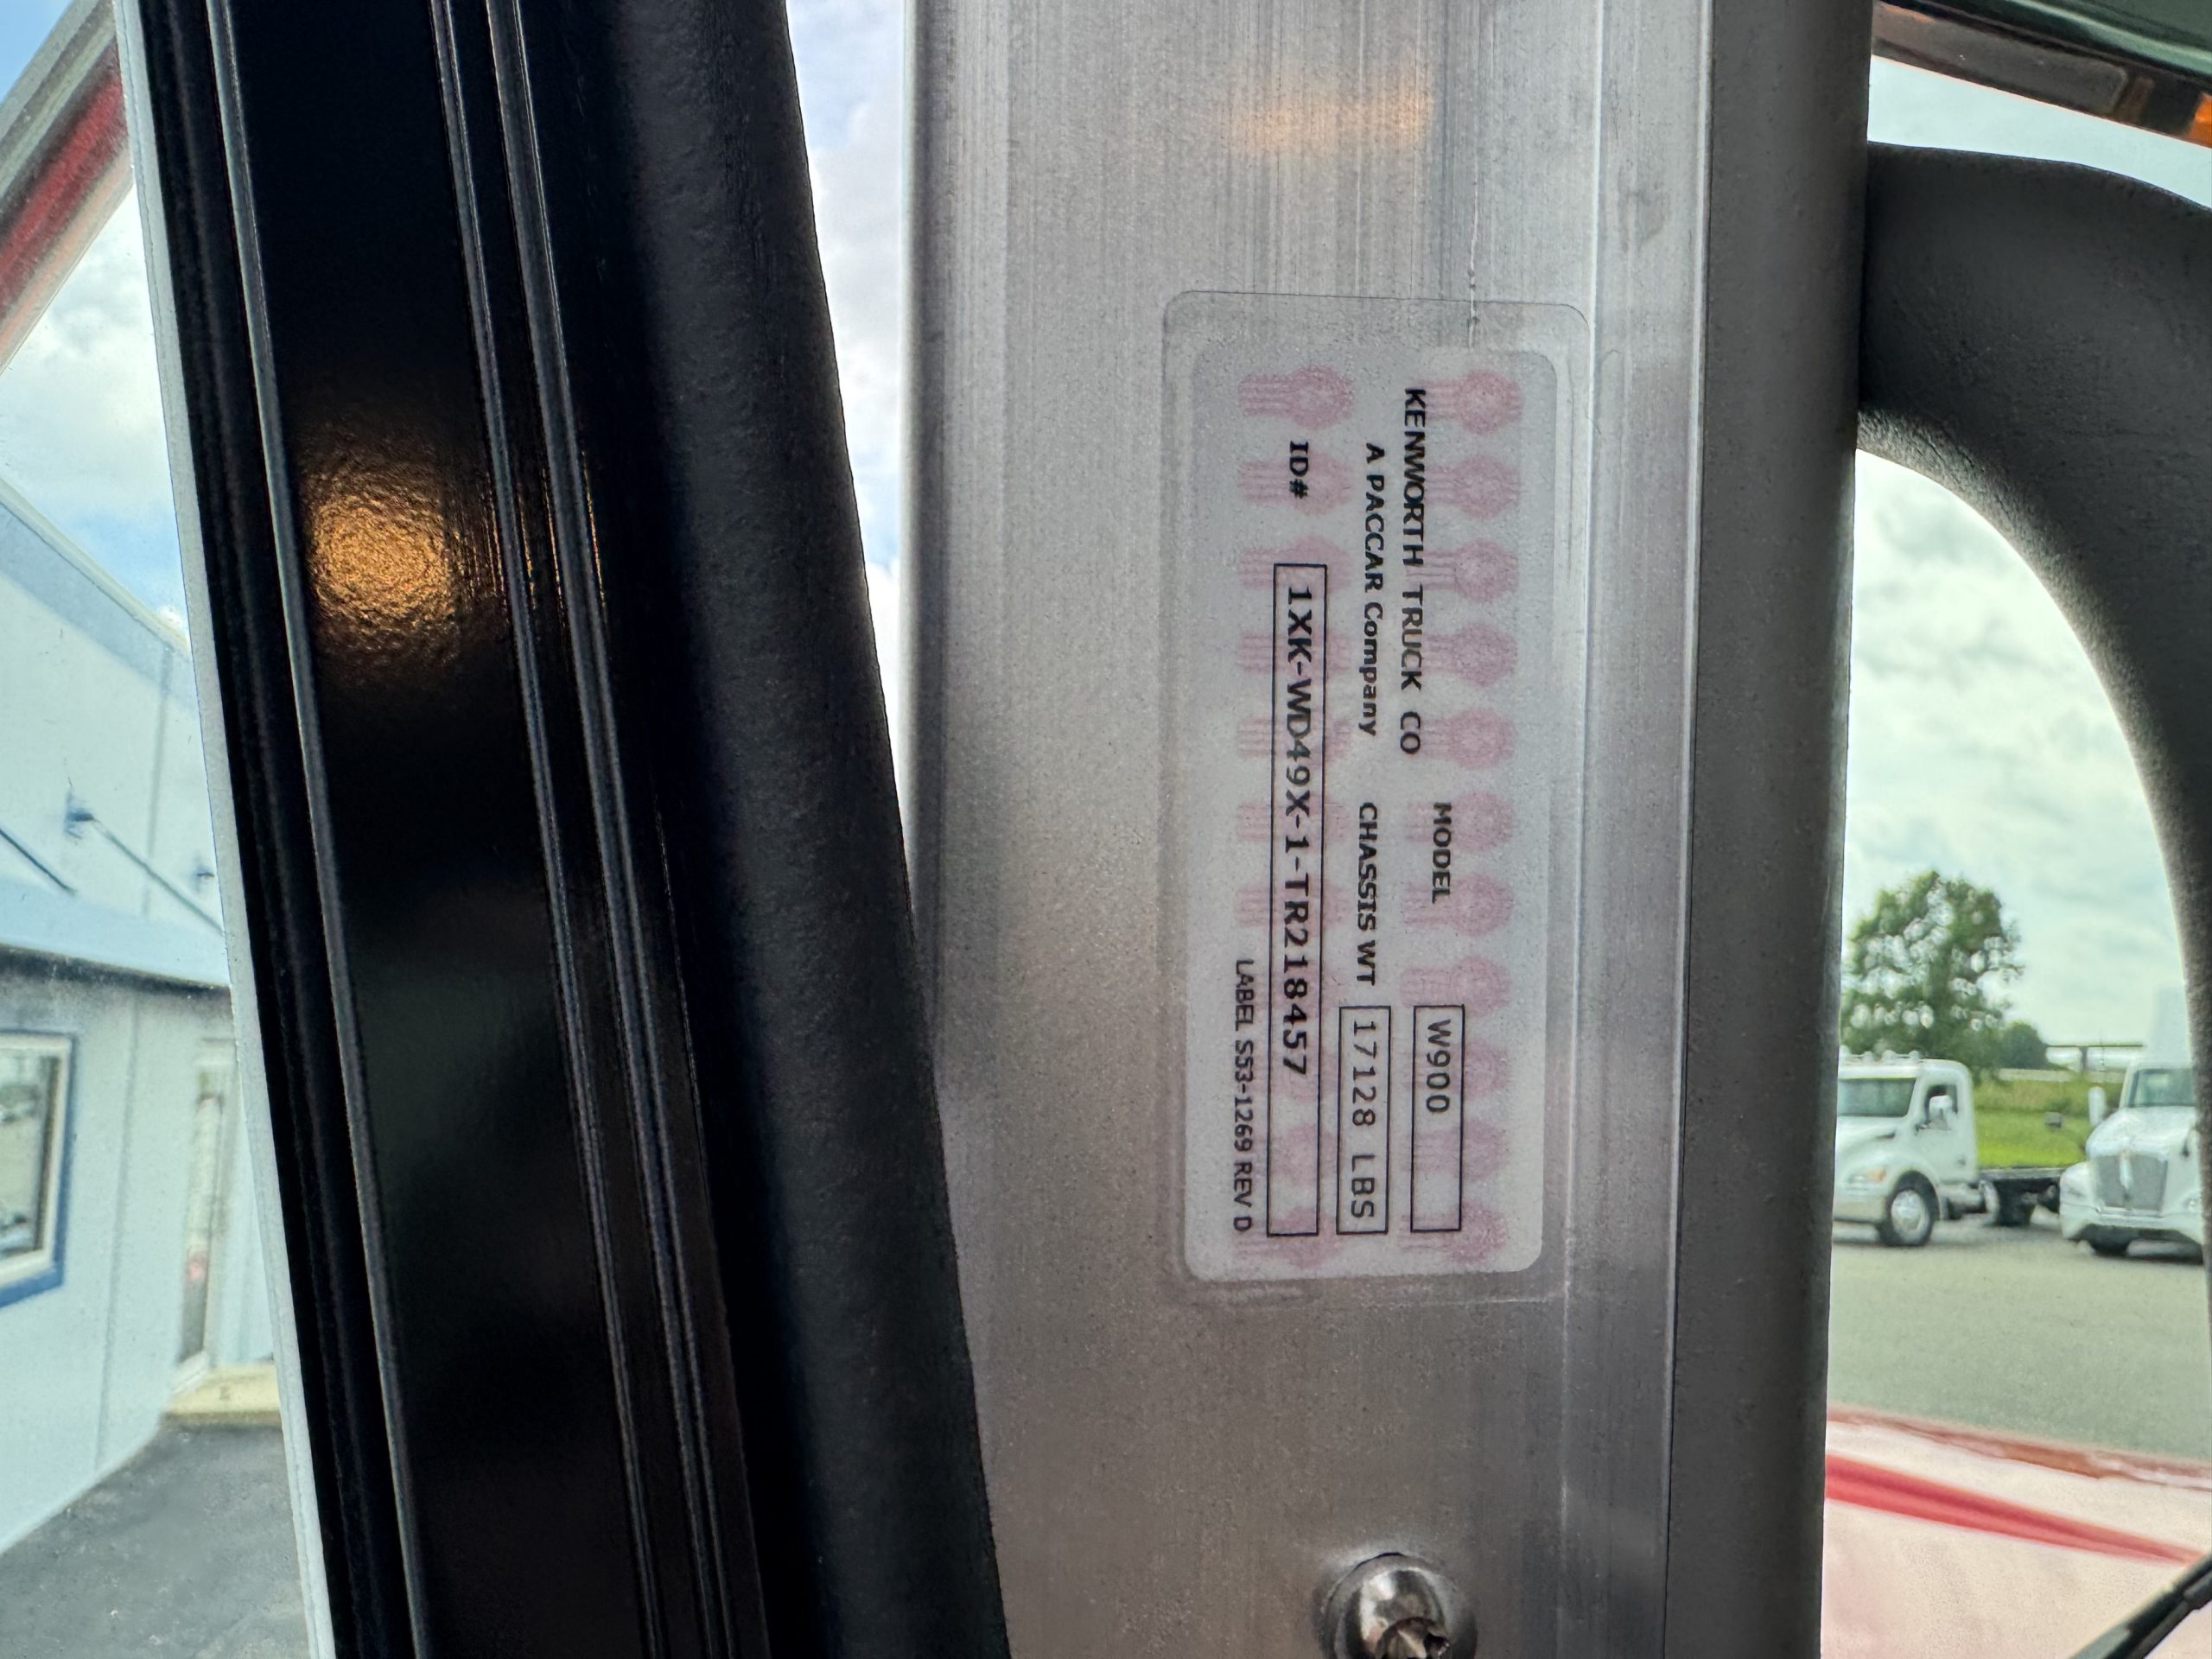 KENWORTH TRUCK CO
A PACCAR Company
MODEL W900
CHASSIS WT 17128 LBS
ID# 1XK-WD49X-1-TR218457
LABEL S53-1269 REV D